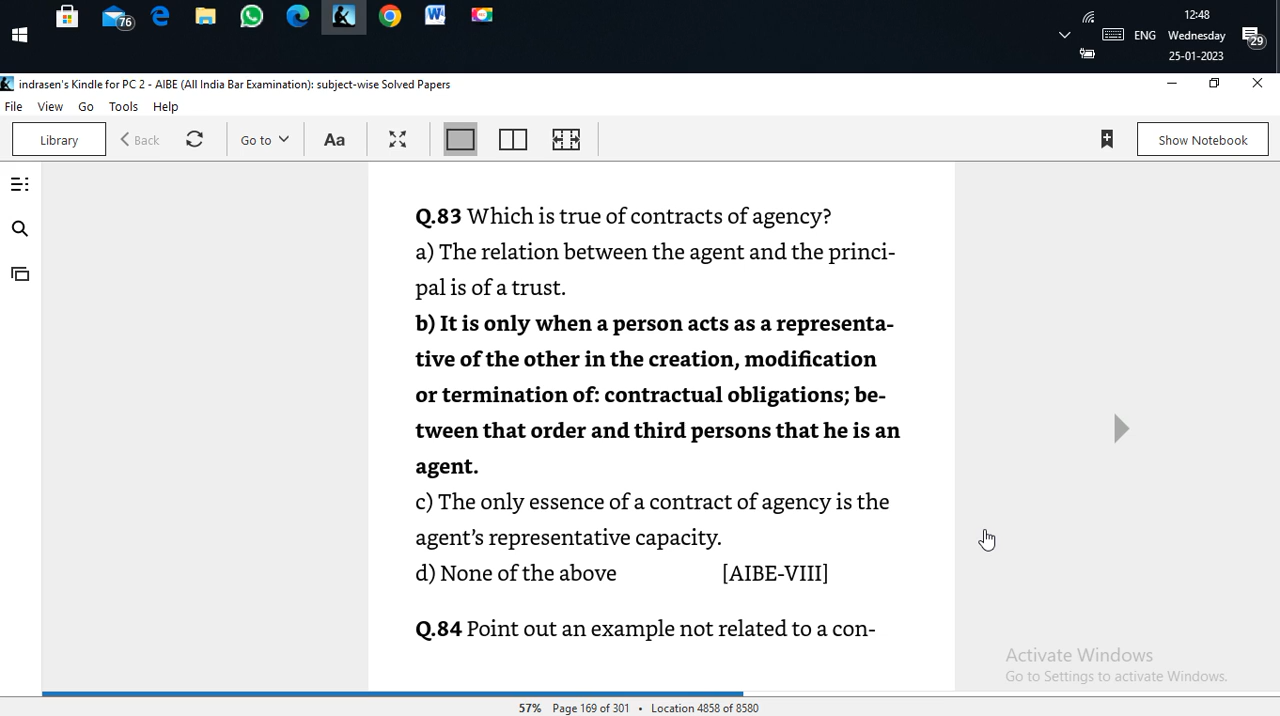 76
ENG
12:48
Wednesday
25-01-2023
29
indrasen's Kindle for PC 2 - AIBE (All India Bar Examination): subject-wise Solved Papers
File View Go Tools Help
Library
Back
Go to
Aa
Show Notebook
Q.83 Which is true of contracts of agency?
a) The relation between the agent and the princi-
pal is of a trust.
b) It is only when a person acts as a representa-
tive of the other in the creation, modification
or termination of: contractual obligations; be-
tween that order and third persons that he is an
agent.
c) The only essence of a contract of agency is the
agent's representative capacity.
d) None of the above [AIBE-VIII]
Q.84 Point out an example not related to a con-
Activate Windows
Go to Settings to activate Windows.
57% Page 169 of 301 • Location 4858 of 8580